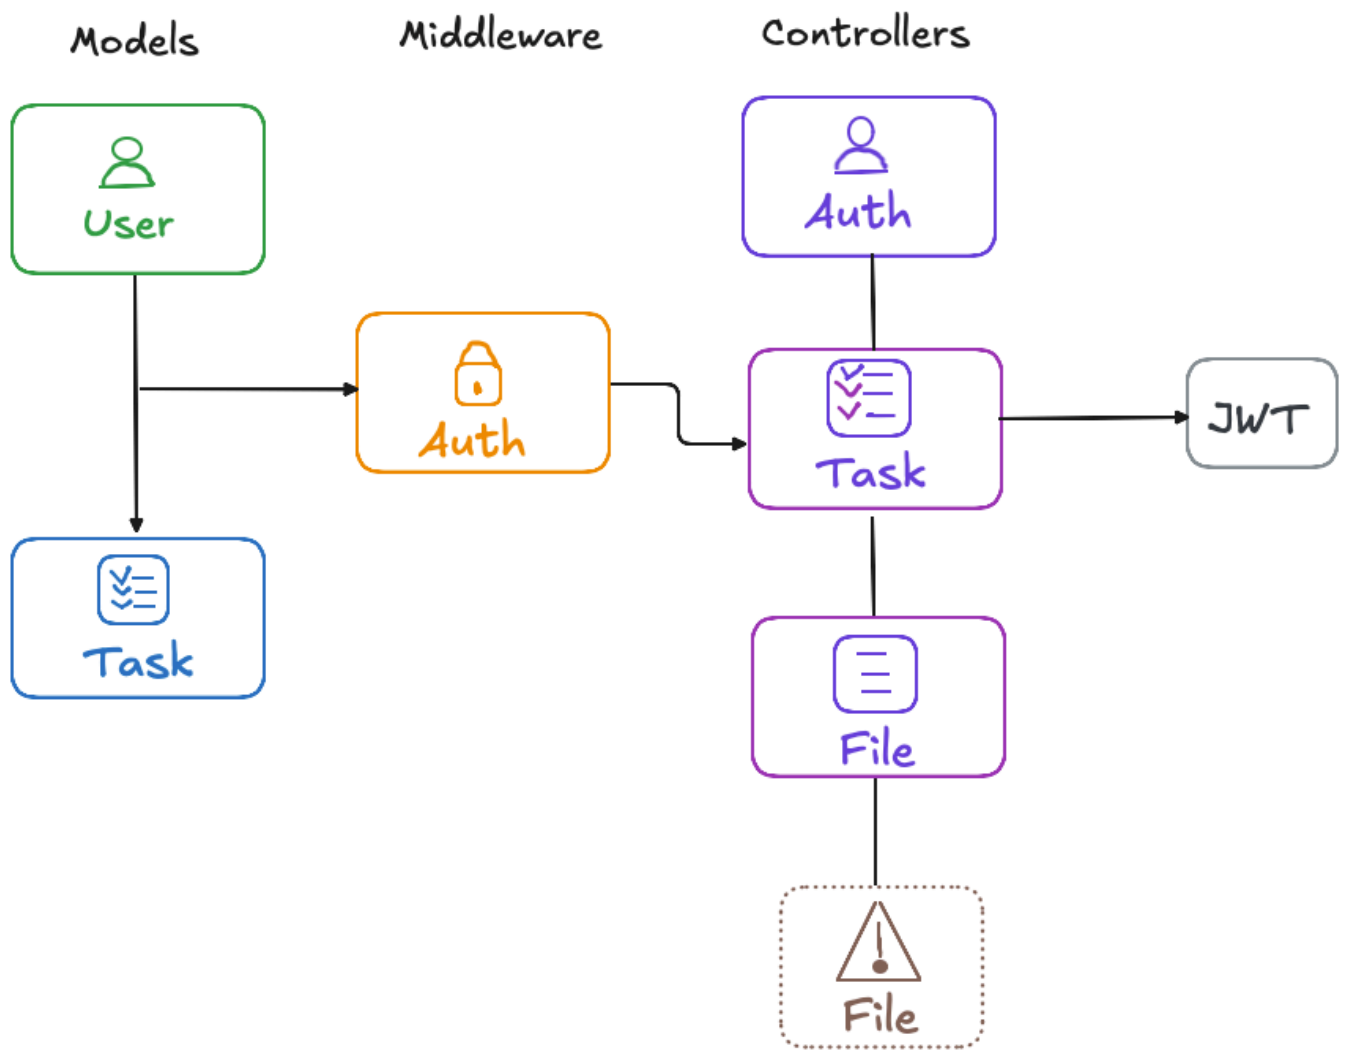 Models
Middleware
Controllers
User
Auth
Auth
Task
JWT
Task
File
File